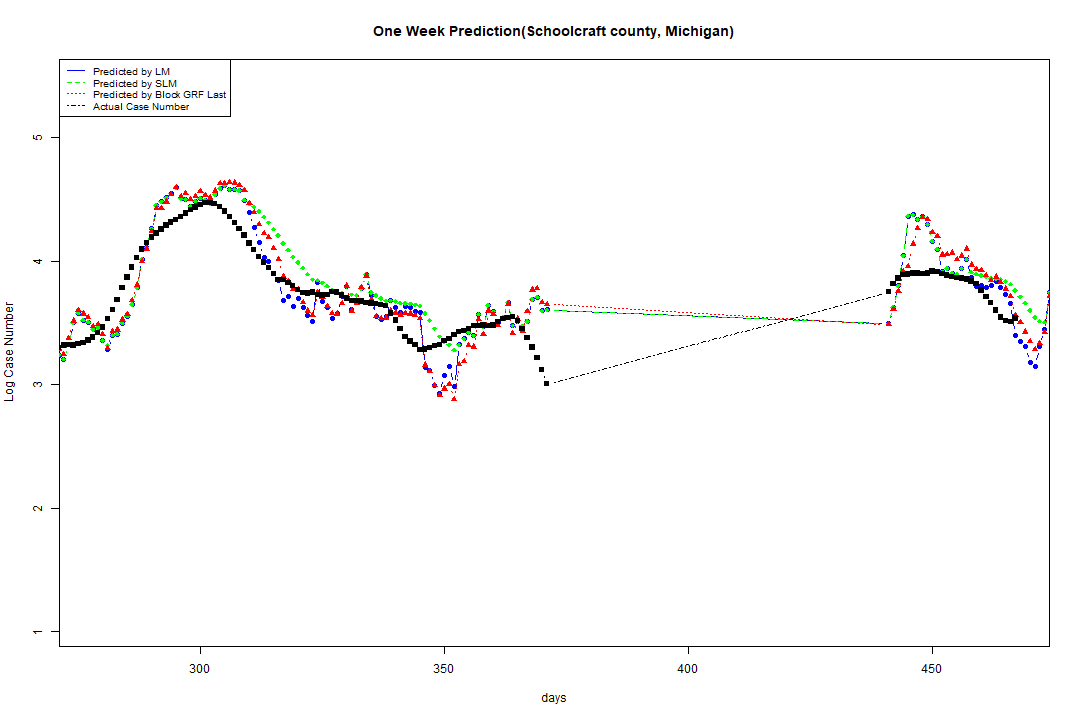 One Week Prediction(Schoolcraft county, Michigan)
Predicted by LM
Predicted by SLM
Predicted by Block GRF Last
Actual Case Number
5
4
3
2
1
Log Case Number
300
350
400
450
days